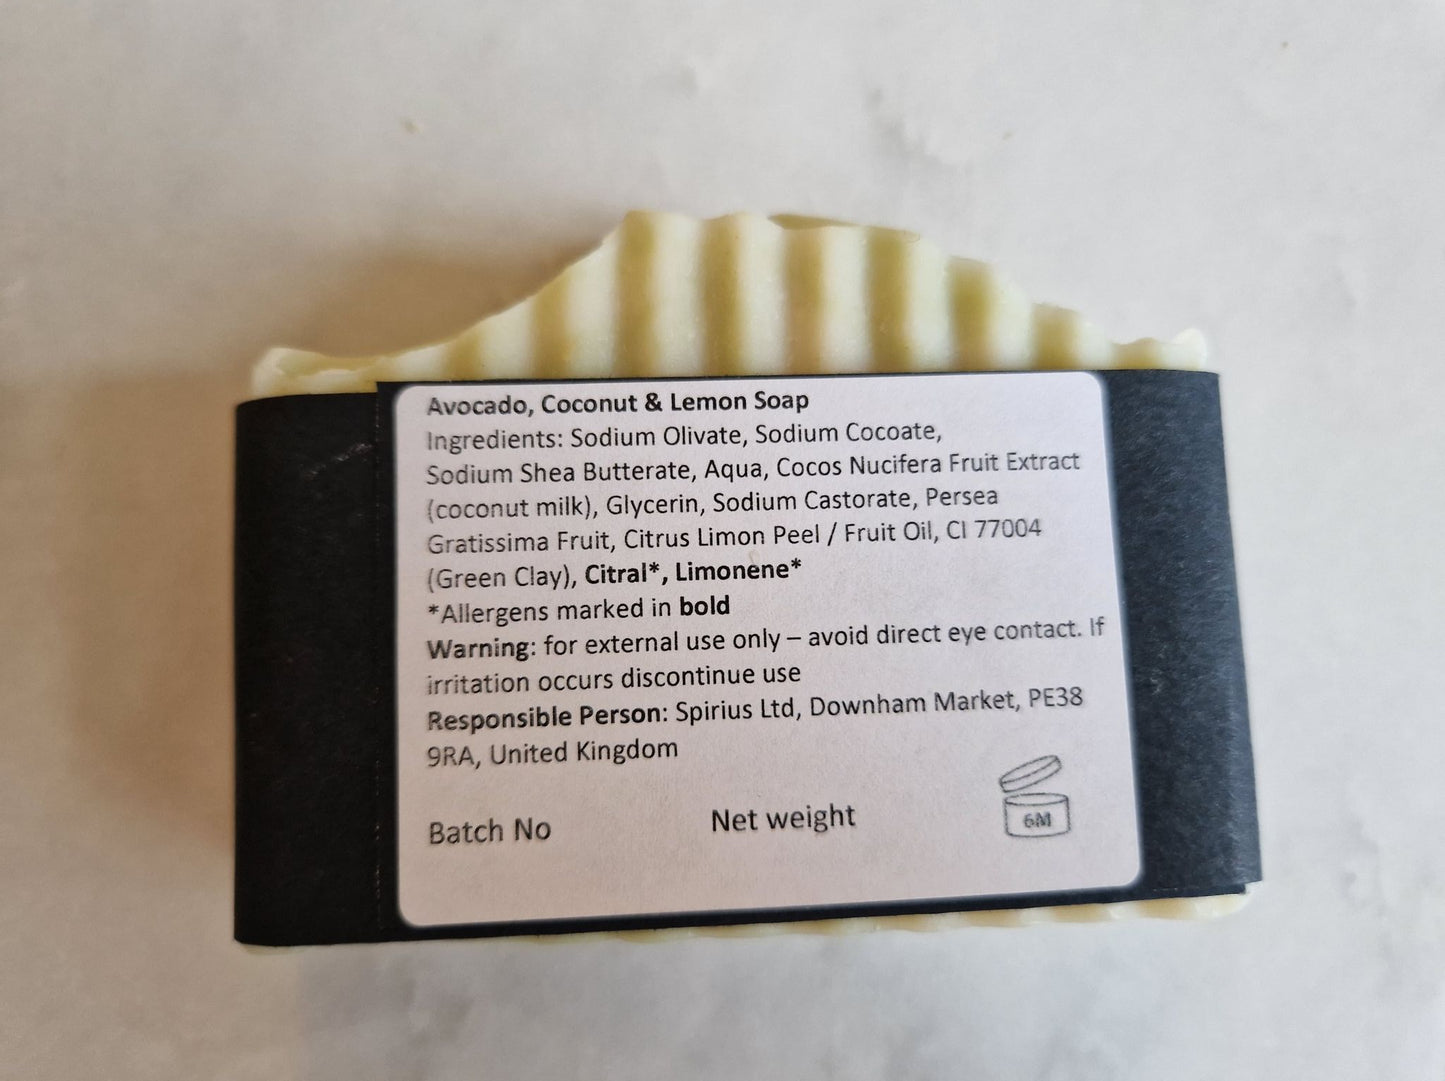 Avocado, Coconut & Lemon Soap
Ingredients: Sodium Olivate, Sodium Cocoate,
Sodium Shea Butterate, Aqua, Cocos Nucifera Fruit Extract
(coconut milk), Glycerin, Sodium Castorate, Persea
Gratissima Fruit, Citrus Limon Peel / Fruit Oil, CI 77004
(Green Clay), Citral*, Limonene*
*Allergens marked in bold
Warning: for external use only – avoid direct eye contact. If
irritation occurs discontinue use
Responsible Person: Spirius Ltd, Downham Market, PE38
9RA, United Kingdom
Batch No Net weight 6M